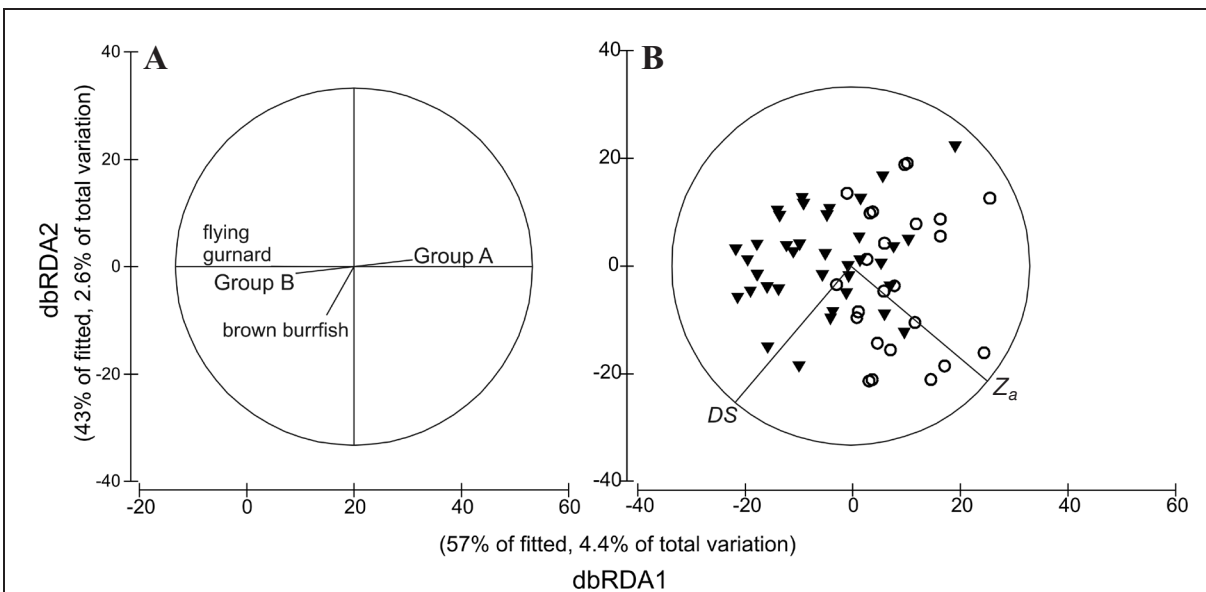 A
B
40
20
0
-20
-40
dbRDA2
(43% of fitted, 2.6% of total variation)
flying
gurnard
Group A
Group B
brown burrfish
-20
0
20
40
60
40
20
0
-20
-40
DS
Za
-40
-20
0
20
40
60
(57% of fitted, 4.4% of total variation)
dbRDA1